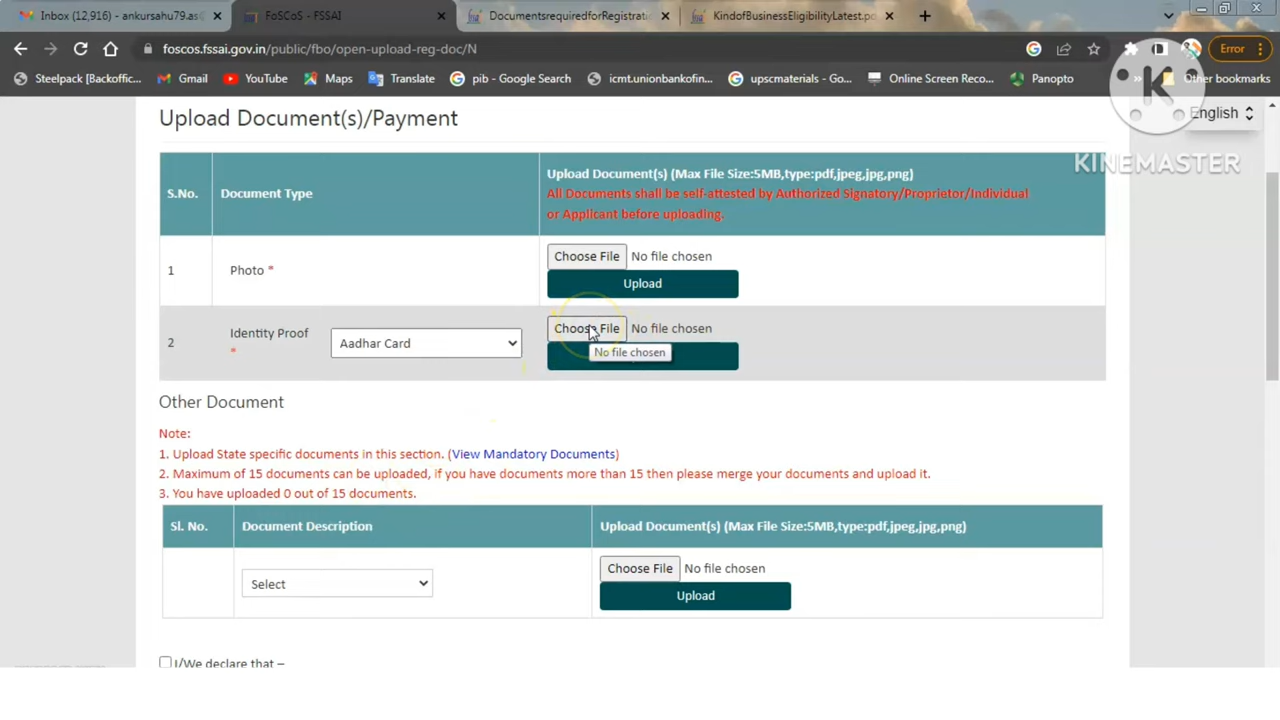 Inbox (12,916) - ankursahu79.as
FoSCoS - FSSAI
DocumentsrequiredforRegistrati
KindofBusinessEligibilityLatest.po
foscos.fssai.gov.in/public/fbo/open-upload-reg-doc/N
Error
Steelpack [Backoffic...
Gmail
YouTube
Maps
Translate
pib - Google Search
icmt.unionbankofin...
upscmaterials - Go...
Online Screen Reco...
Panopto
Other bookmarks
English
K
KINEMASTER
Upload Document(s)/Payment
S.No.
Document Type
Upload Document(s) (Max File Size:5MB,type:pdf,jpeg,jpg,png)
All Documents shall be self-attested by Authorized Signatory/Proprietor/Individual
or Applicant before uploading.
1
Photo *
Choose File No file chosen
Upload
2
Identity Proof
*
Aadhar Card
Choose File No file chosen
No file chosen
Other Document
Note:
1. Upload State specific documents in this section. (View Mandatory Documents)
2. Maximum of 15 documents can be uploaded, if you have documents more than 15 then please merge your documents and upload it.
3. You have uploaded 0 out of 15 documents.
Sl. No.
Document Description
Upload Document(s) (Max File Size:5MB,type:pdf,jpeg,jpg,png)
Select
Choose File No file chosen
Upload
I/We declare that –